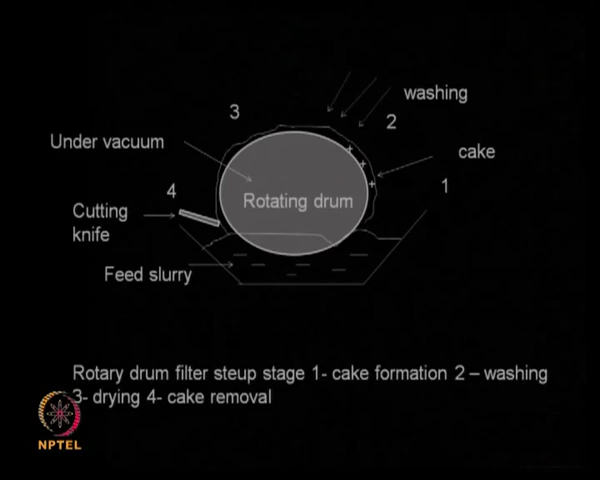 washing
3
2
Under vacuum
cake
1
4
Rotating drum
Cutting
knife
Feed slurry
Rotary drum filter steup stage 1- cake formation 2 – washing
3- drying 4- cake removal
NPTEL